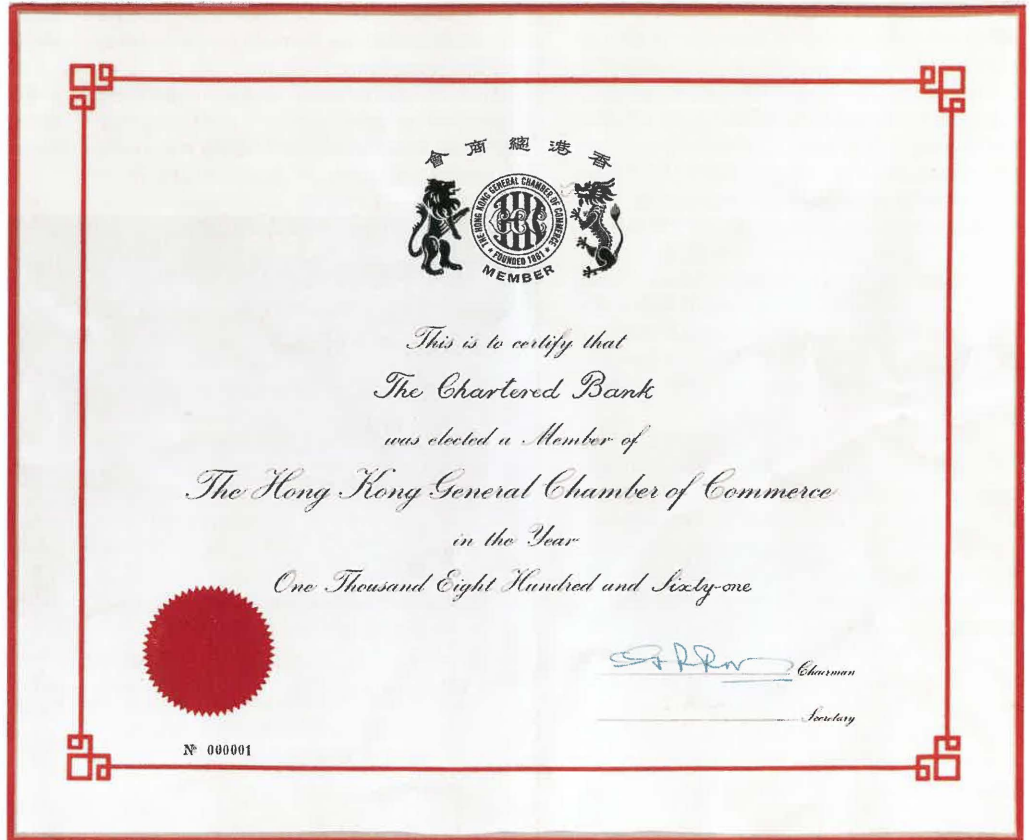 香港總商會
THE HONG KONG GENERAL CHAMBER OF COMMERCE
• FOUNDED 1861 •
MEMBER
This is to certify that
The Chartered Bank
was elected a Member of
The Hong Kong General Chamber of Commerce
in the Year
One Thousand Eight Hundred and Sixty-one
Chairman
Secretary
Nº 000001